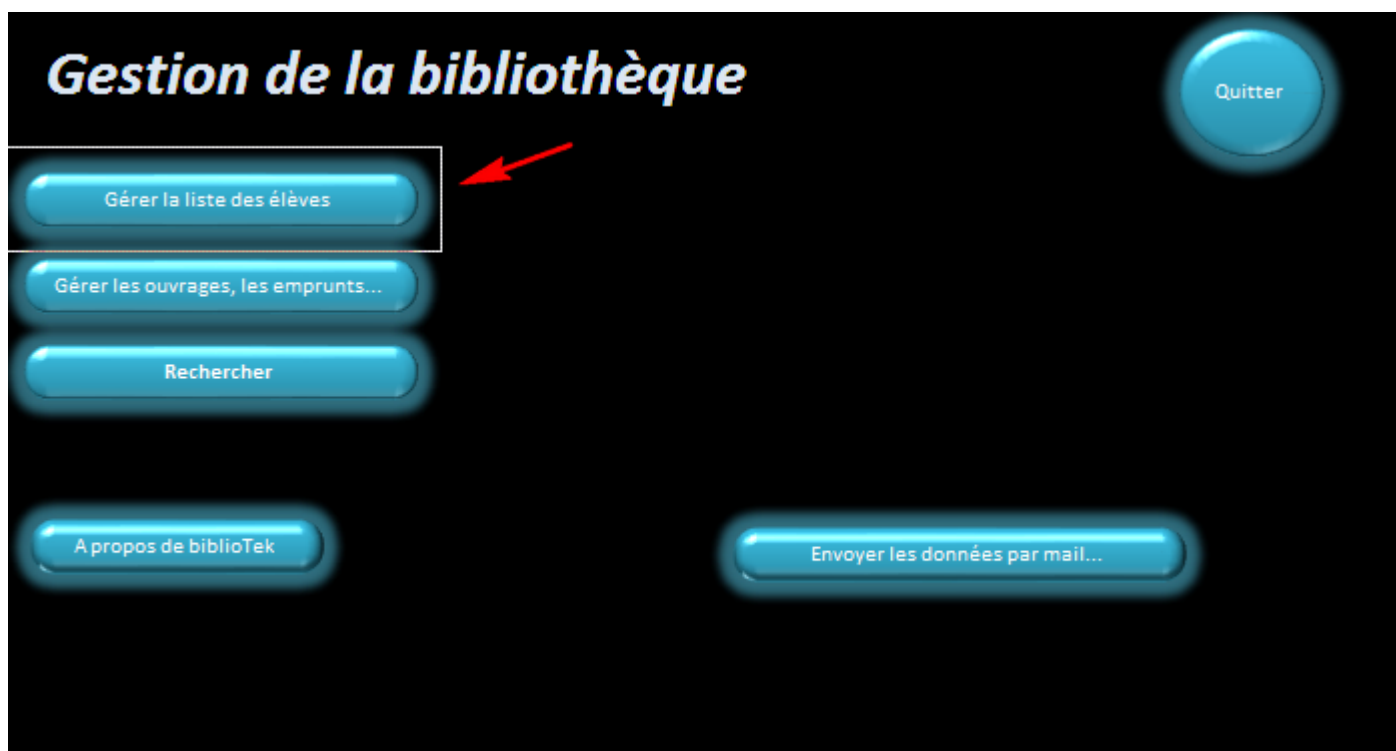 Gestion de la bibliothèque
Quitter
Gérer la liste des élèves
Gérer les ouvrages, les emprunts...
Rechercher
A propos de biblioTek
Envoyer les données par mail...